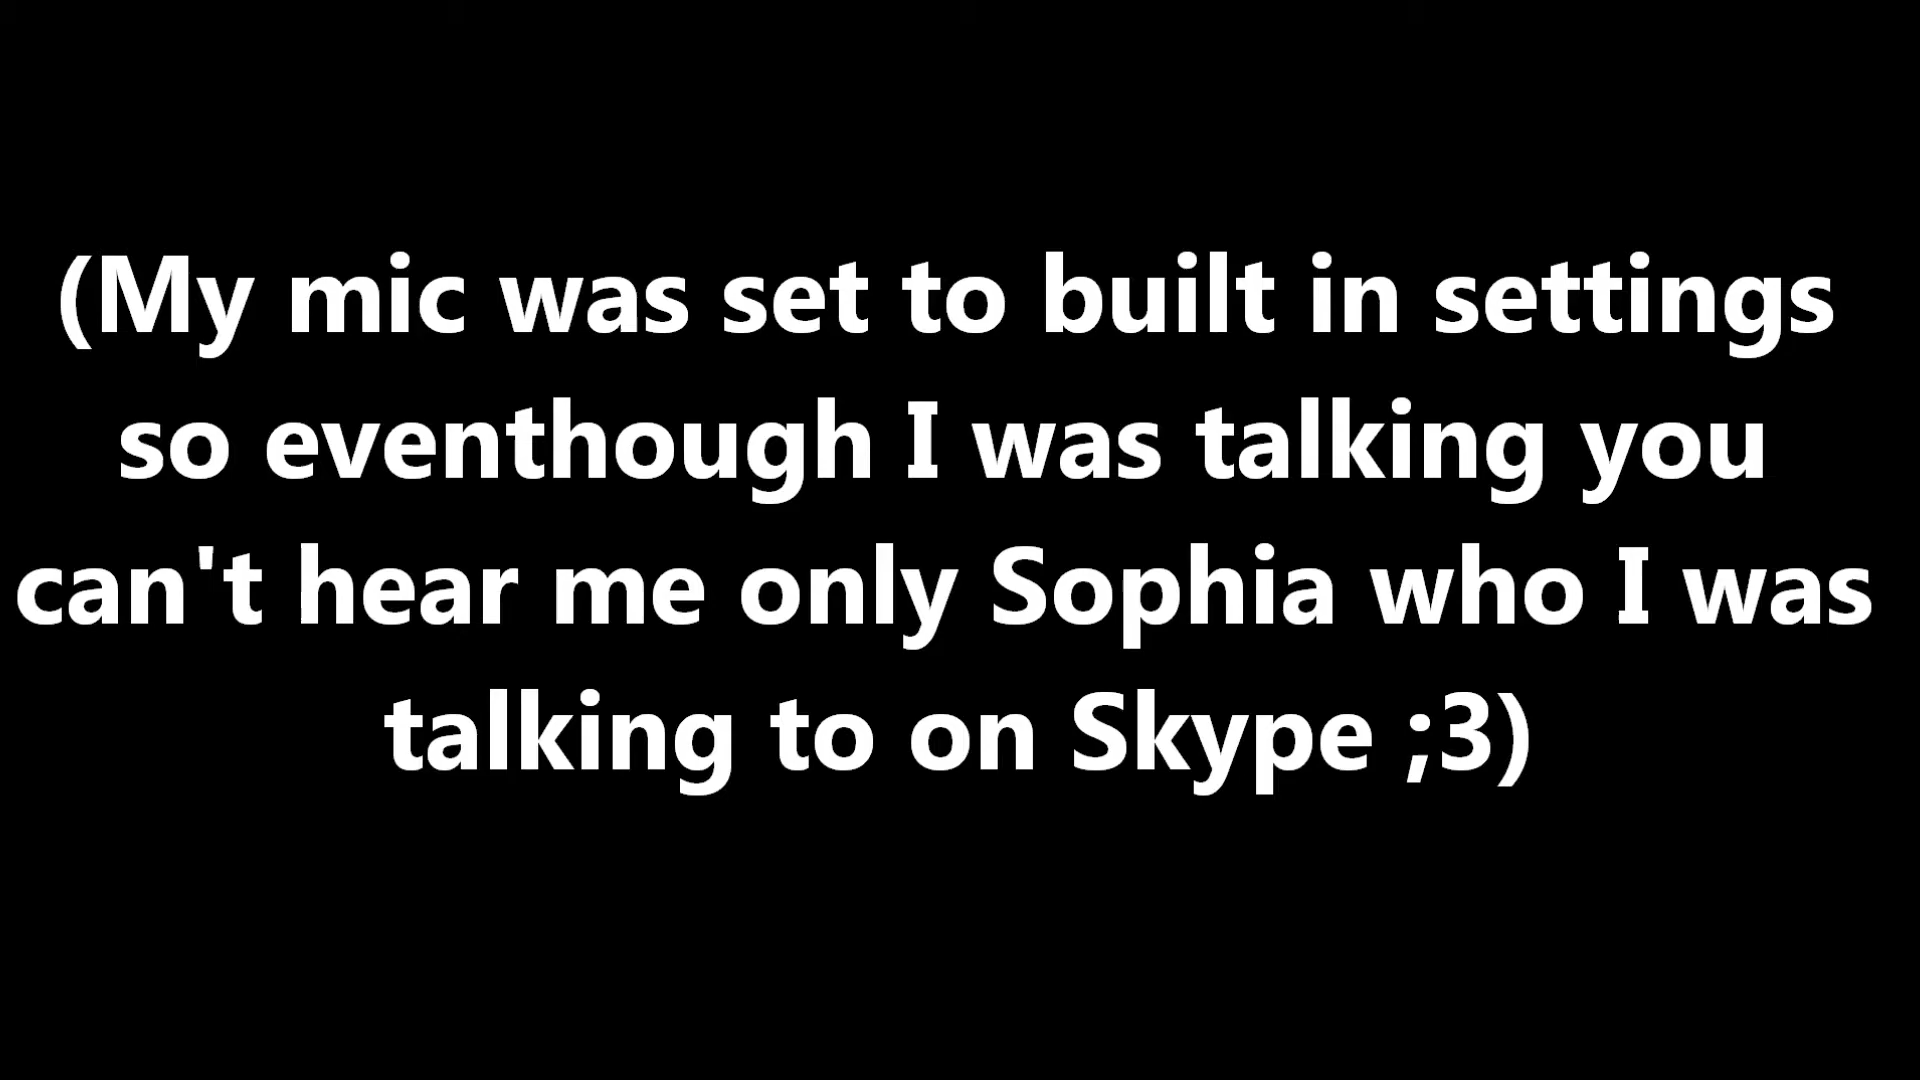 (My mic was set to built in settings
so eventhough I was talking you
can't hear me only Sophia who I was
talking to on Skype ;3)